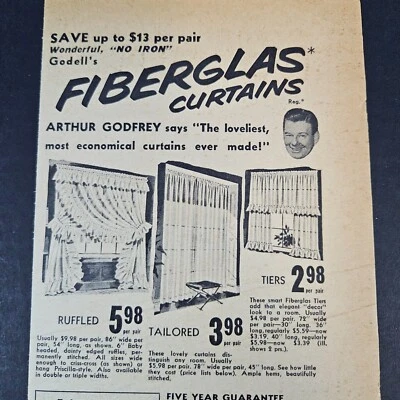 SAVE up to $13 per pair
Wonderful, "NO IRON"
Godell's
FIBERGLAS*
CURTAINS
Reg.*
ARTHUR GODFREY says "The loveliest,
most economical curtains ever made!"
RUFFLED 5.98 per pair
Usually $9.98 per pair, 86" wide per
pair, 54" long, as shown. 6" Baby
headed, dainty edged ruffles, per-
manently stitched. All sizes wide
enough to criss-cross (as shown) or
hang Priscilla-style. Also available
in double or triple widths.
TAILORED 3.98 per pair
These lovely curtains dis-
tinguish any room. Usually
$5.98 per pair, 78" wide per pair, 45" long. See how little
they cost (price lists below). Ample hems, beautifully
stitched.
TIERS 2.98 per pair
These smart Fiberglas Tiers
add that elegant "decor"
look to a room. Usually
$4.98 per pair, 72" wide
per pair—30" long. 36"
long, regularly $5.59—now
$3.19. 40" long, regularly
$5.98—now $3.39 (ill.
shows 2 prs.).
FIVE YEAR GUARANTEE